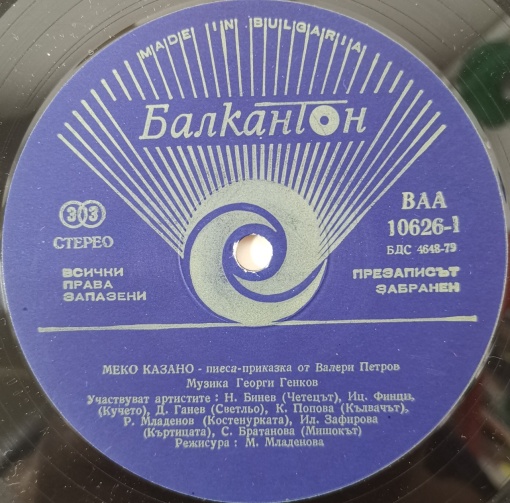 MADE IN BULGARIA
Балкантон
33
СТЕРЕО
ВАА
10626-1
БДС 4648-79
ВСИЧКИ
ПРАВА
ЗАПАЗЕНИ
ПРЕЗАПИСЪТ
ЗАБРАНЕН
МЕКО КАЗАНО - пиеса-приказка от Валери Петров
Музика Георги Генков
Участвуват артистите : Н. Бинев (Четецът), Иц. Финци,
(Кучето), Д. Ганев (Светльо), К. Попова (Кълвачът),
Р. Младенов (Костенурката), Ил. Зафирова
(Къртицата), С. Братанова (Мишокът)
Режисура : М. Младенова